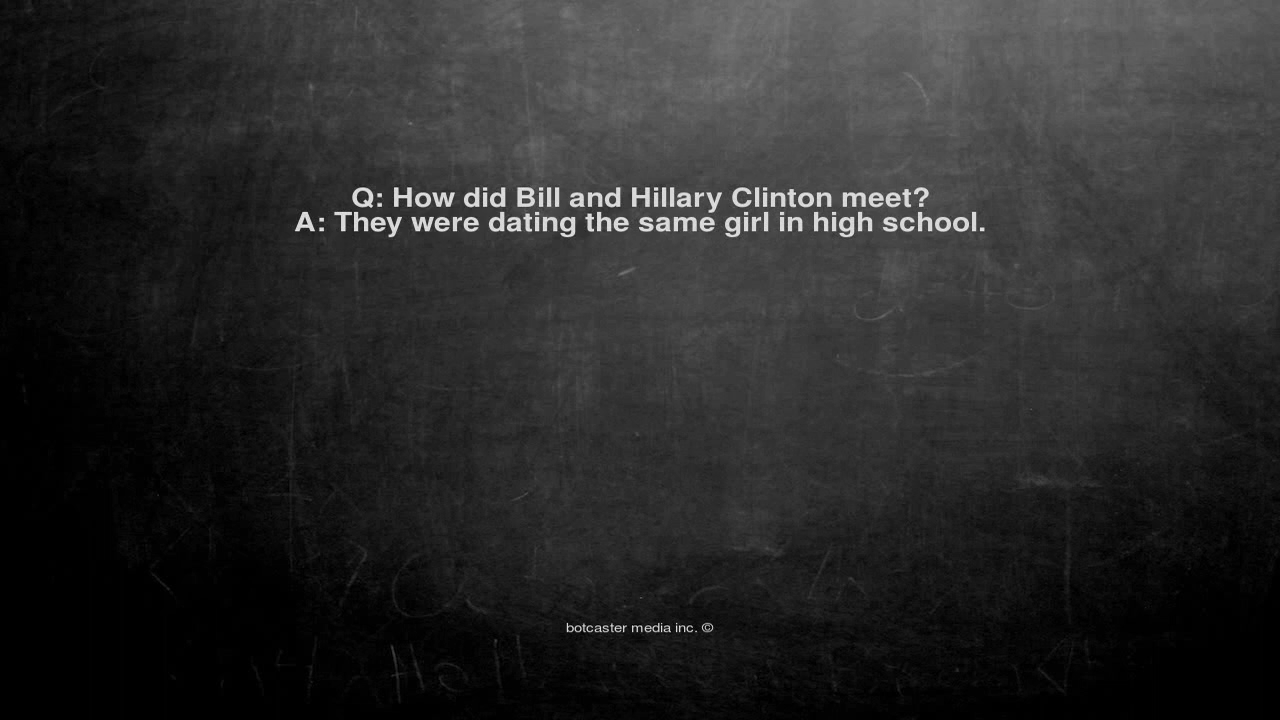 Q: How did Bill and Hillary Clinton meet?
A: They were dating the same girl in high school.
botcaster media inc. ©